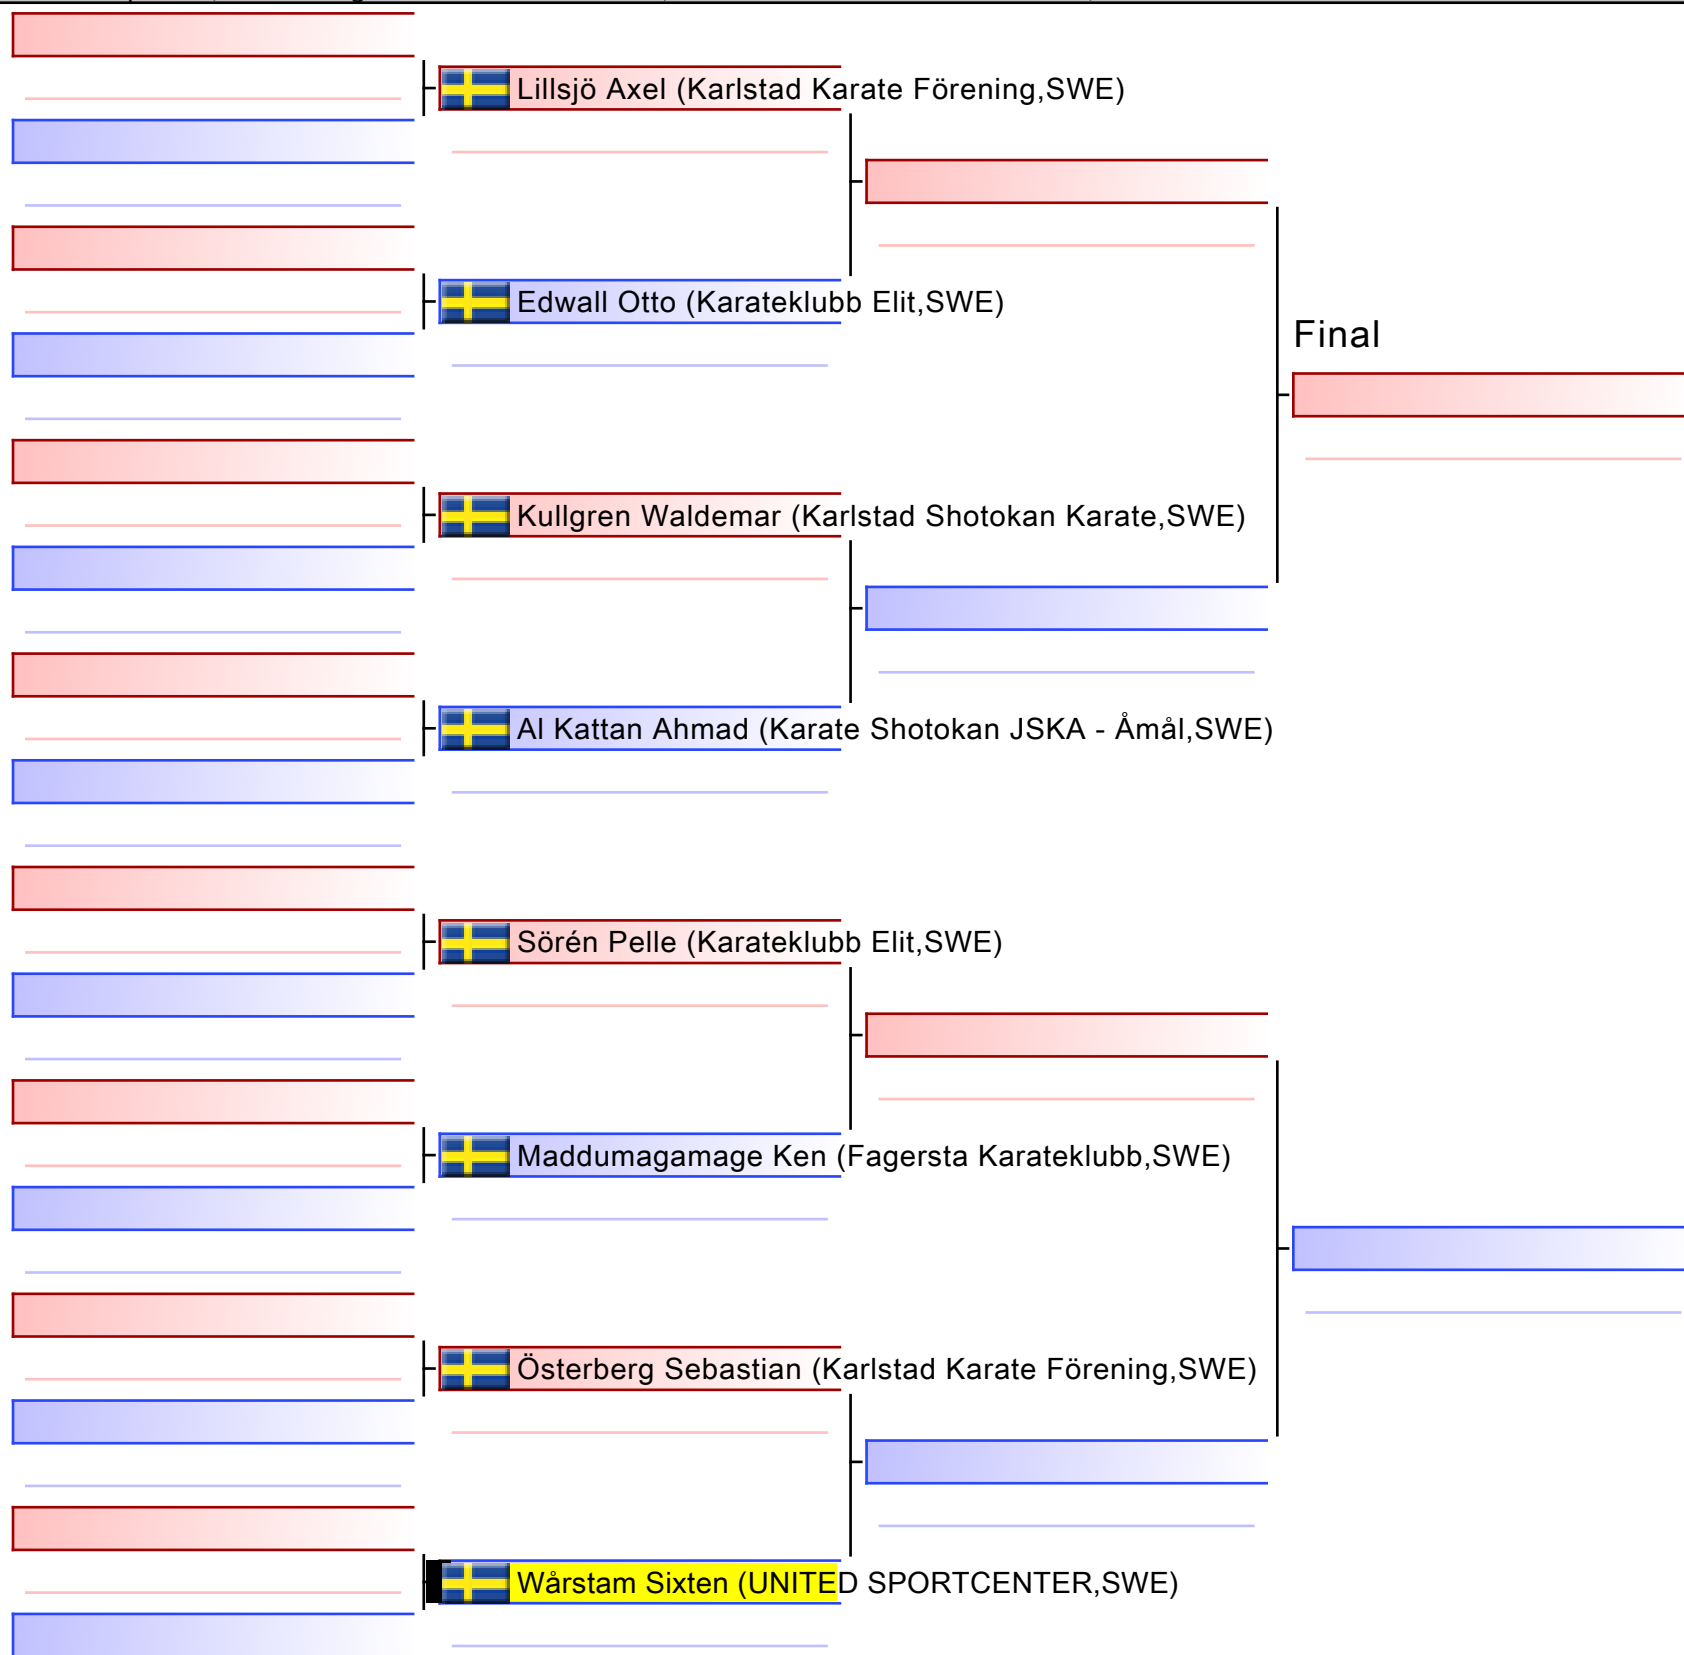 Lillsjö Axel (Karlstad Karate Förening,SWE)
Edwall Otto (Karateklubb Elit,SWE)
Final
Kullgren Waldemar (Karlstad Shotokan Karate,SWE)
Al Kattan Ahmad (Karate Shotokan JSKA - Åmål,SWE)
Sörén Pelle (Karateklubb Elit,SWE)
Maddumagamage Ken (Fagersta Karateklubb,SWE)
Österberg Sebastian (Karlstad Karate Förening,SWE)
Wårstam Sixten (UNITED SPORTCENTER,SWE)